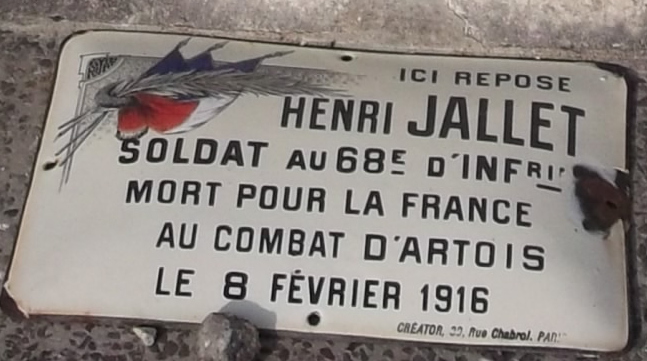 ICI REPOSE
HENRI JALLET
SOLDAT AU 68E D'INFRIE
MORT POUR LA FRANCE
AU COMBAT D'ARTOIS
LE 8 FÉVRIER 1916
CRÉATOR, Rue Chabrol, PARIS